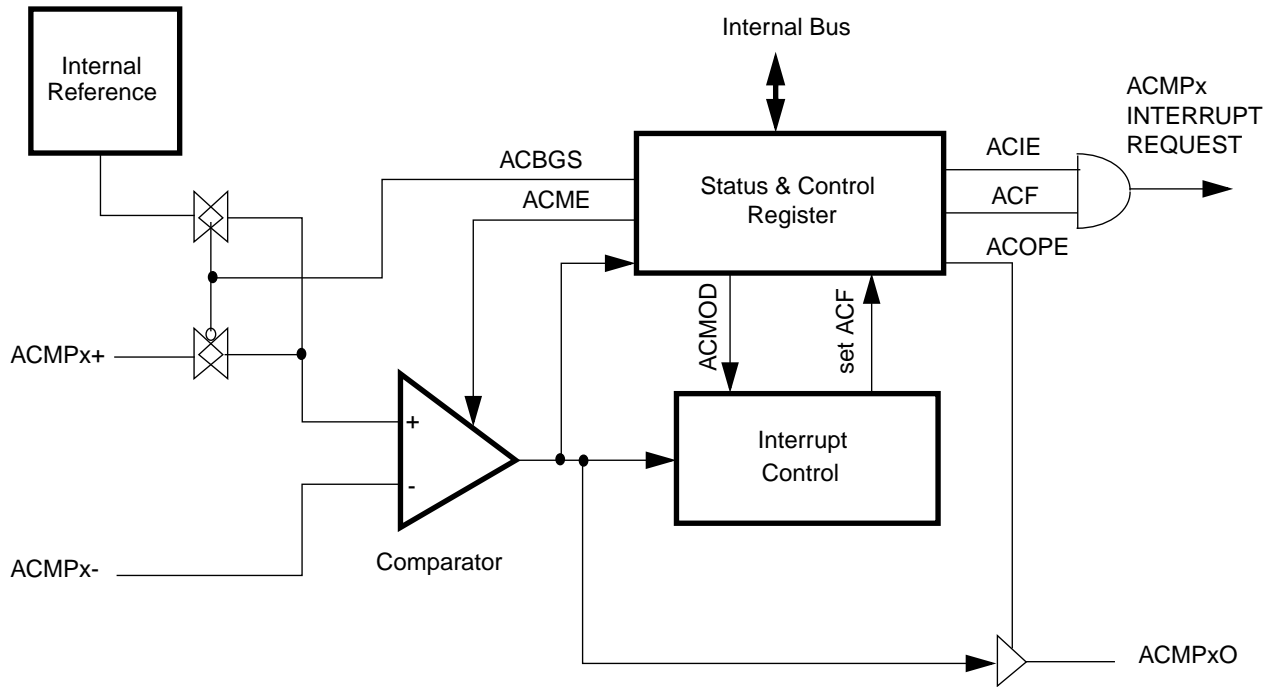 Internal Bus
Internal
Reference
ACMPx
INTERRUPT
REQUEST
ACBGS
ACME
Status & Control
Register
ACIE
ACF
ACOPE
ACMOD
set ACF
ACMPx+
+
-
Interrupt
Control
Comparator
ACMPx-
ACMPxO